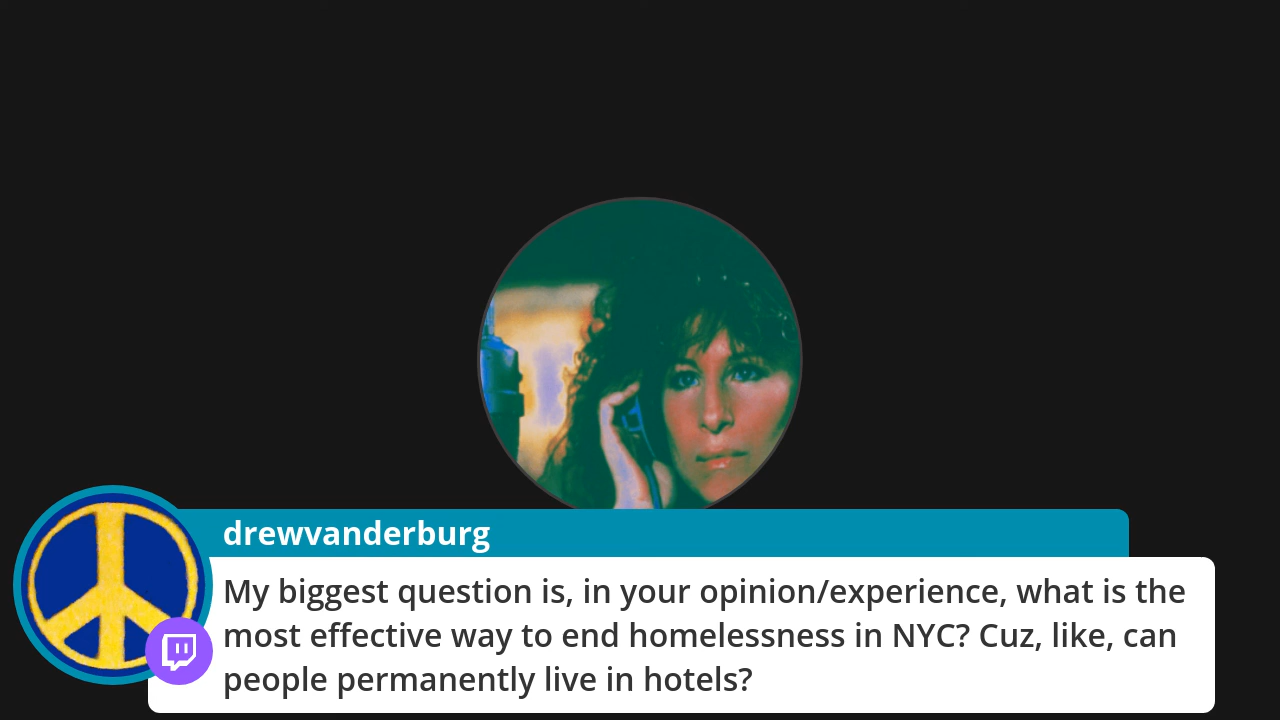 drewvanderburg
My biggest question is, in your opinion/experience, what is the
most effective way to end homelessness in NYC? Cuz, like, can
people permanently live in hotels?